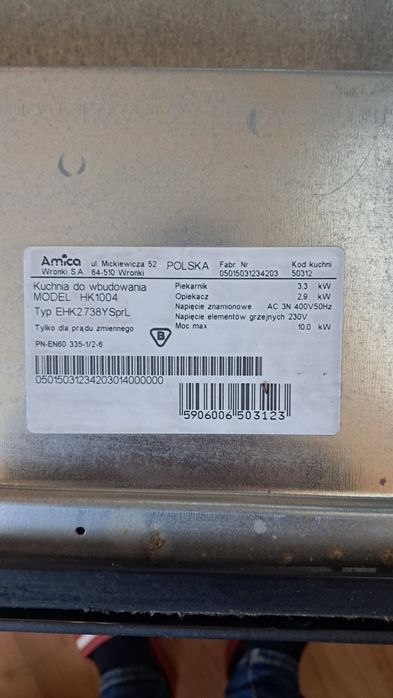 Amica
Wronki S.A.
ul. Mickiewicza 52
64-510 Wronki
POLSKA
Fabr. Nr
05015031234203
Kod kuchni
50312
Kuchnia do wbudowania
MODEL HK1004
Typ EHK2738YSprL
Tylko dla prądu zmiennego
B
PN-EN60 335-1/2-6
Piekarnik 3.3 kW
Opiekacz 2.9 kW
Napięcie znamionowe AC 3N 400V50Hz
Napięcie elementów grzejnych 230V
Moc max 10.0 kW
05015031234203014000000
5906006503123